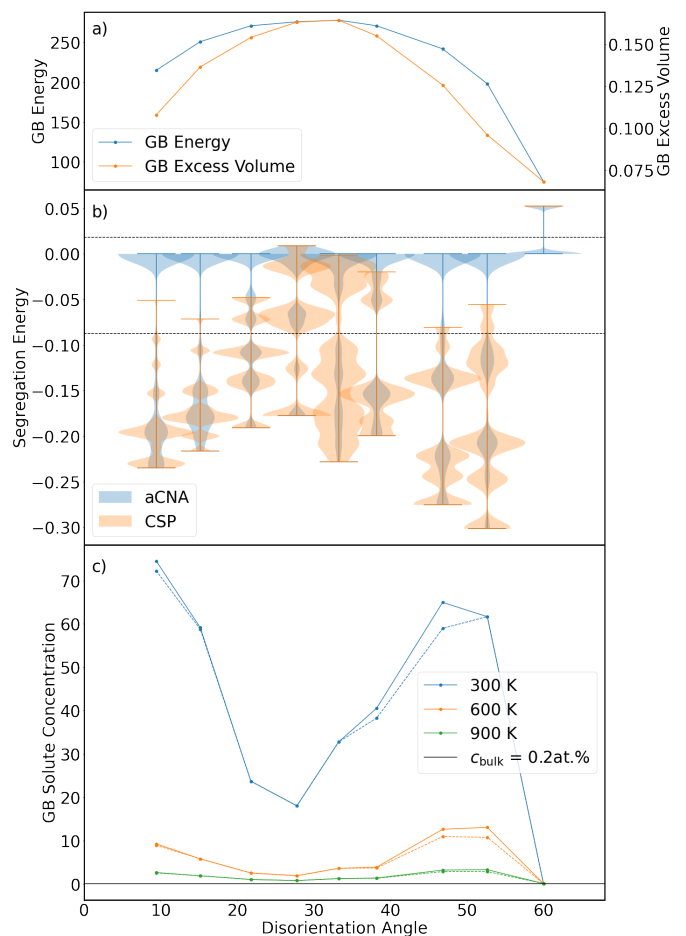 a)
250
200
150
100
GB Energy
GB Energy
GB Excess Volume
0.150
0.125
0.100
0.075
GB Excess Volume
b)
0.05
0.00
−0.05
−0.10
−0.15
−0.20
−0.25
−0.30
Segregation Energy
aCNA
CSP
c)
70
60
50
40
30
20
10
0
GB Solute Concentration
300 K
600 K
900 K
c_bulk = 0.2at.%
0 10 20 30 40 50 60
Disorientation Angle